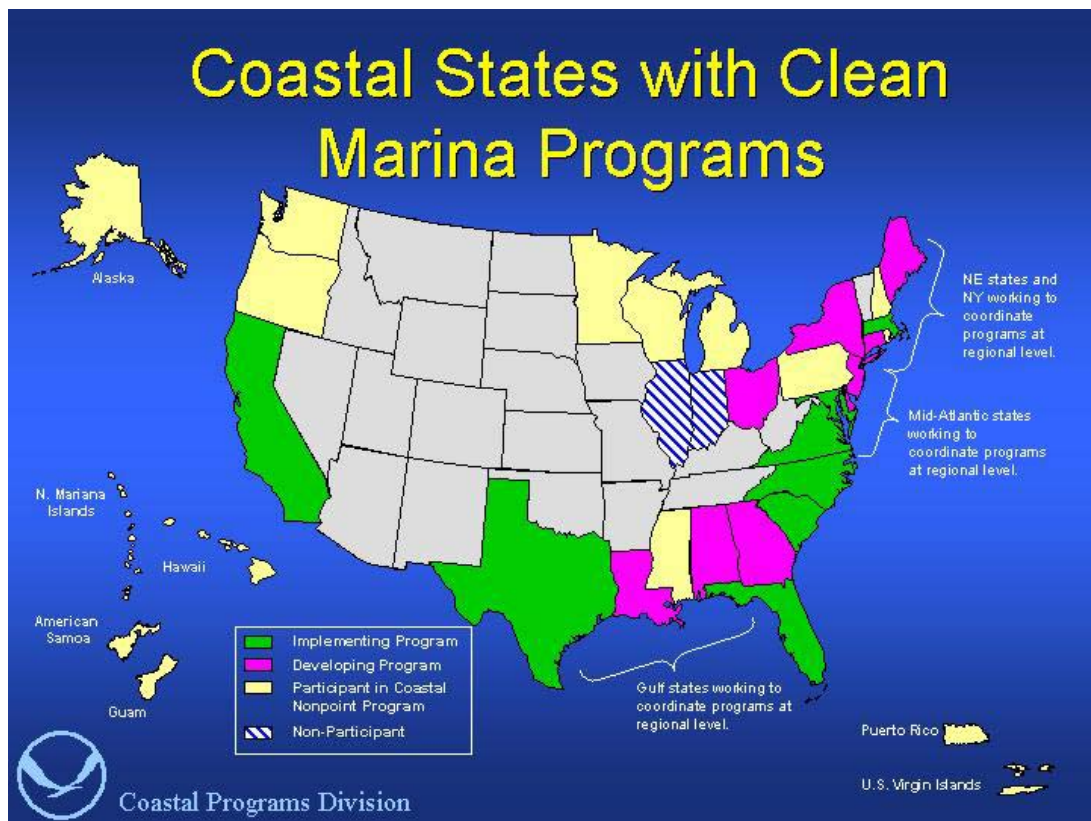 Coastal States with Clean
Marina Programs
Alaska
NE states and
NY working to
coordinate
programs at
regional level.
Mid-Atlantic states
working to
coordinate programs
at regional level.
N. Mariana
Islands
Hawaii
American
Samoa
Guam
Implementing Program
Developing Program
Participant in Coastal
Nonpoint Program
Non-Participant
Gulf states working to
coordinate programs at
regional level.
Puerto Rico
U.S. Virgin Islands
Coastal Programs Division